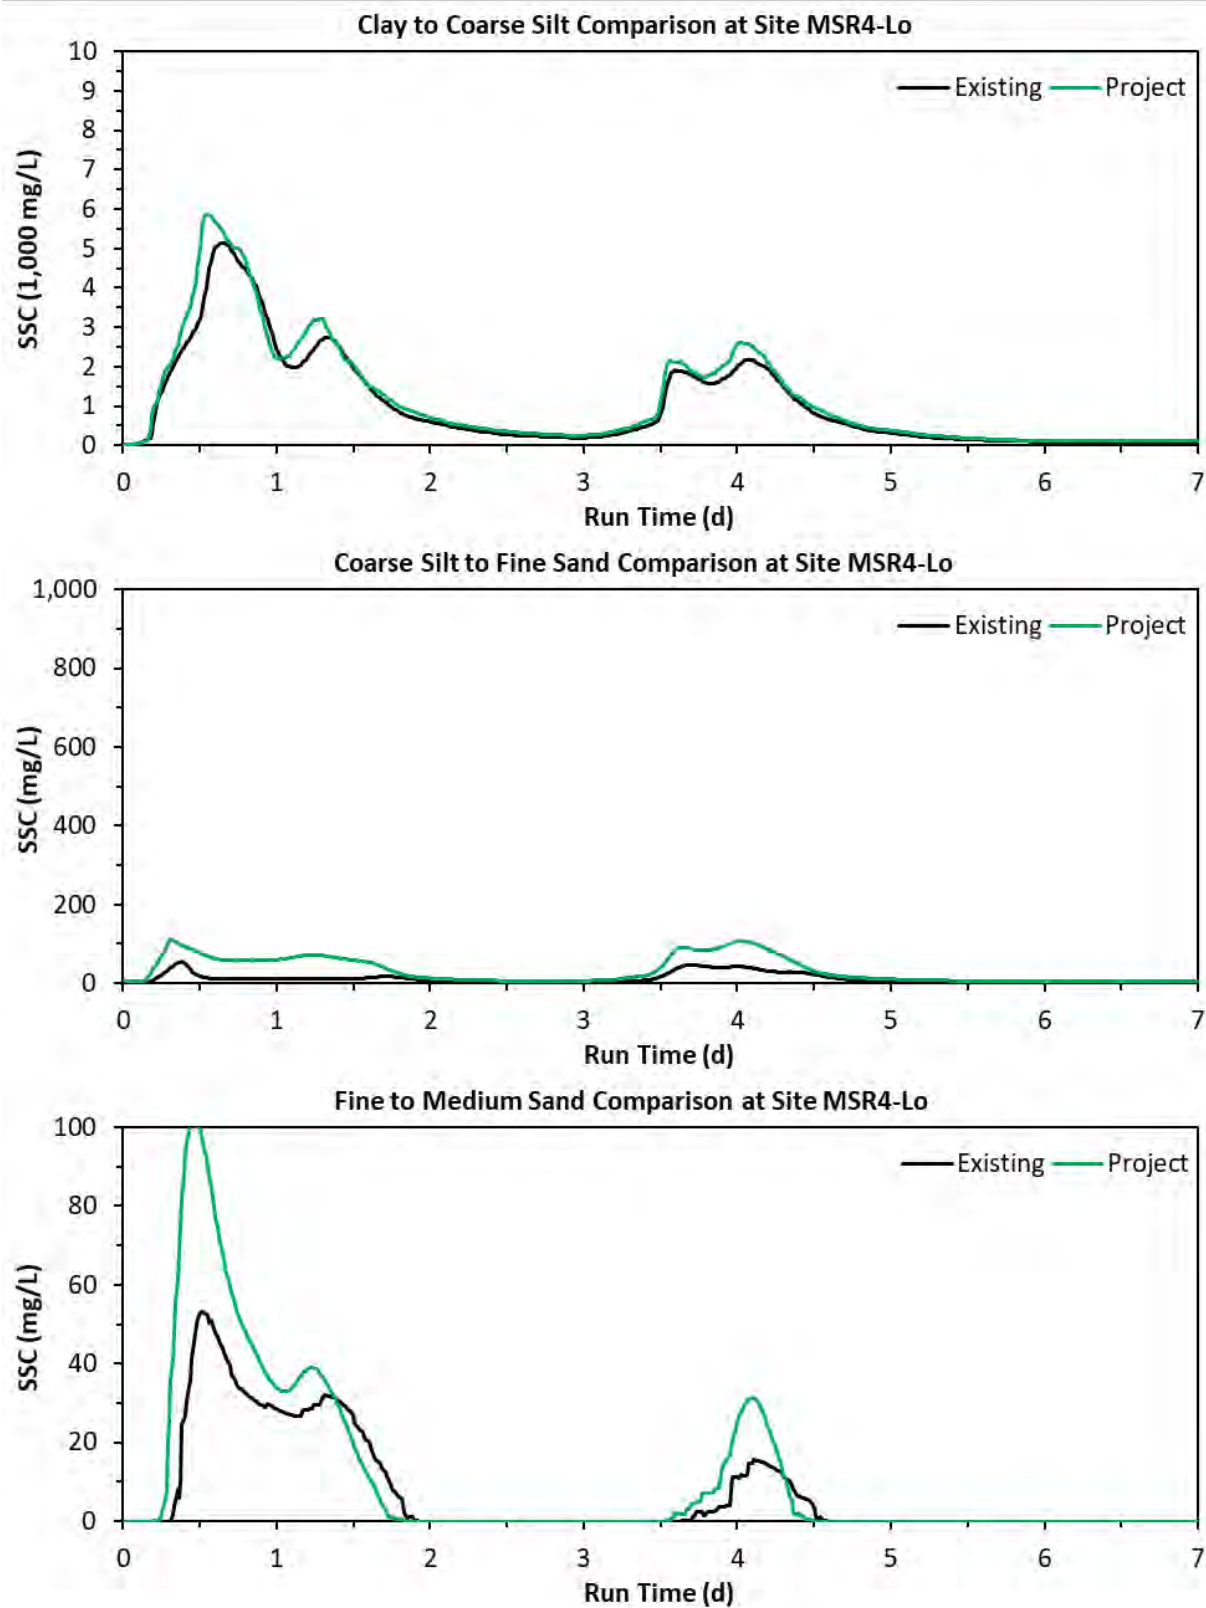 Clay to Coarse Silt Comparison at Site MSR4-Lo
10
9
8
7
6
5
4
3
2
1
0
SSC (1,000 mg/L)
Existing Project
0 1 2 3 4 5 6 7
Run Time (d)
Coarse Silt to Fine Sand Comparison at Site MSR4-Lo
1,000
800
600
400
200
0
SSC (mg/L)
Existing Project
0 1 2 3 4 5 6 7
Run Time (d)
Fine to Medium Sand Comparison at Site MSR4-Lo
100
80
60
40
20
0
SSC (mg/L)
Existing Project
0 1 2 3 4 5 6 7
Run Time (d)